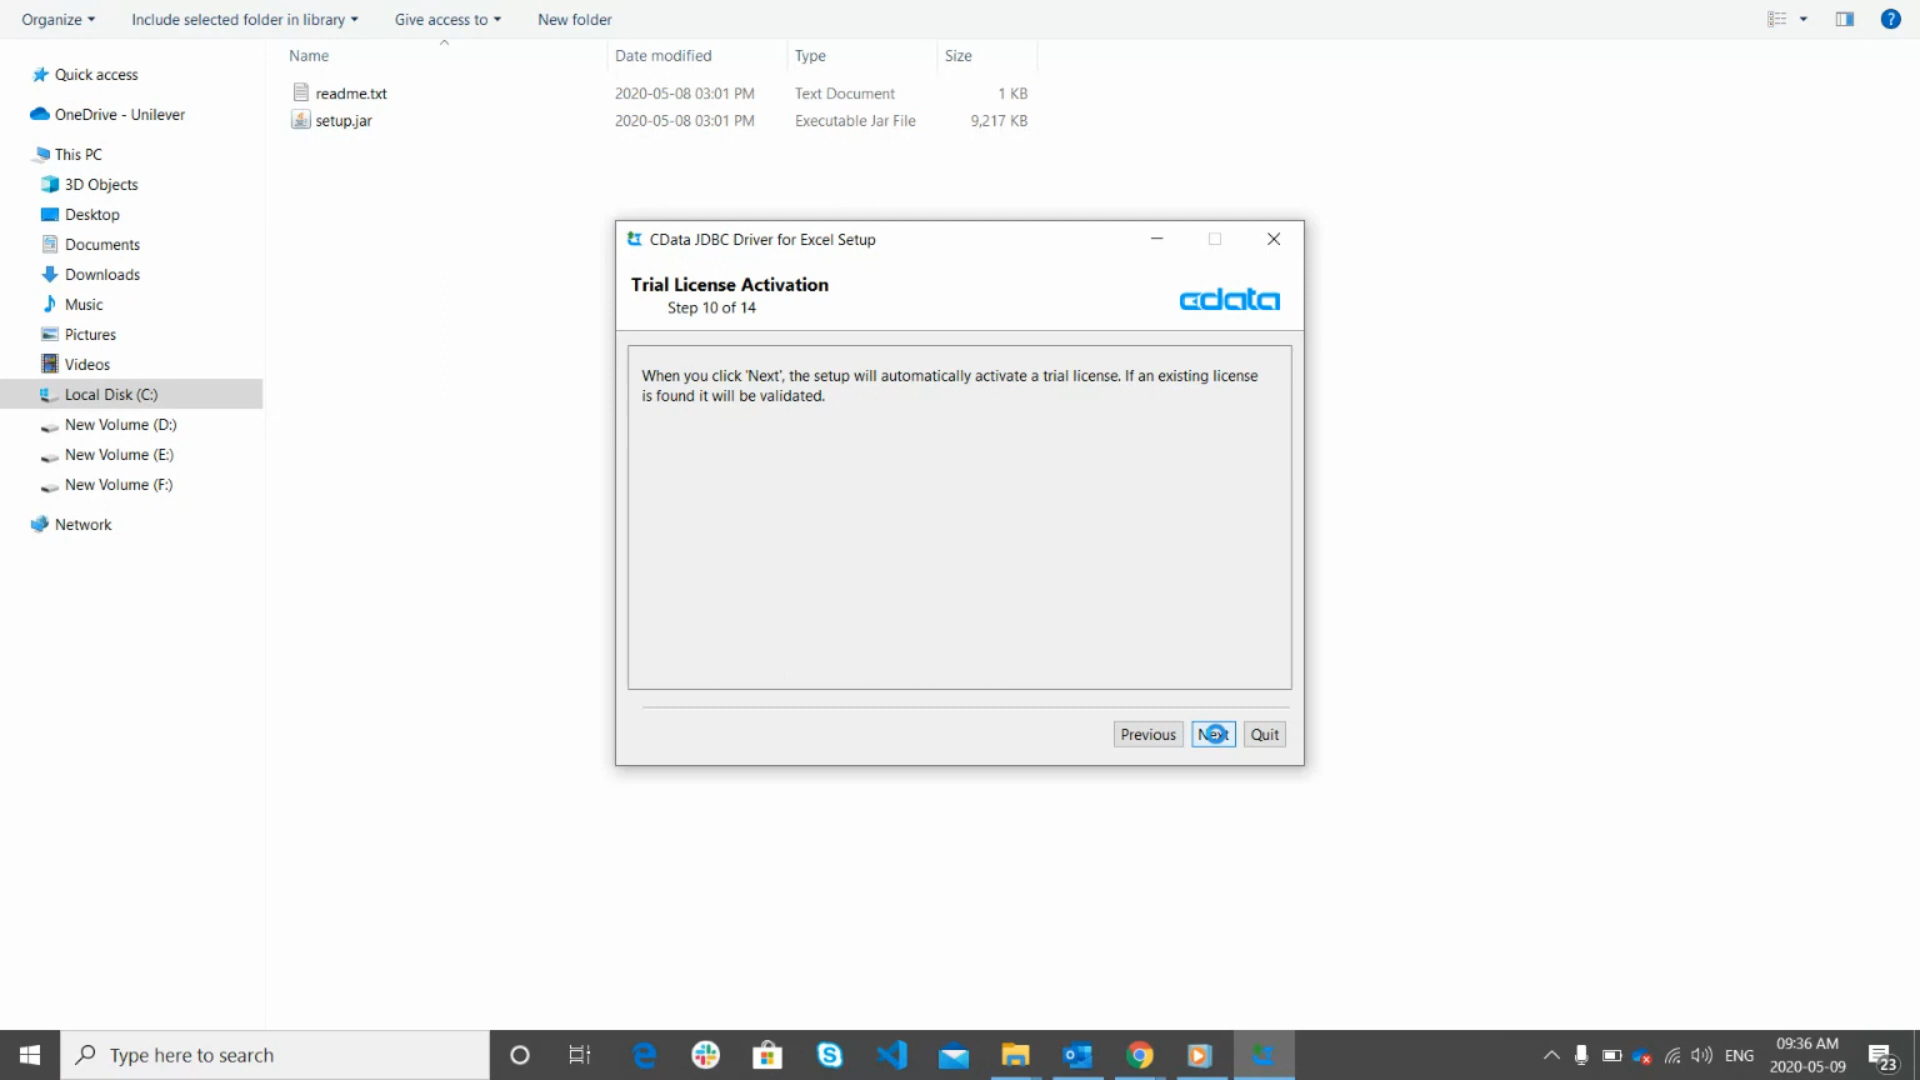 Organize
Include selected folder in library
Give access to
New folder
Name
Date modified
Type
Size
readme.txt
2020-05-08 03:01 PM
Text Document
1 KB
setup.jar
2020-05-08 03:01 PM
Executable Jar File
9,217 KB
Quick access
OneDrive - Unilever
This PC
3D Objects
Desktop
Documents
Downloads
Music
Pictures
Videos
Local Disk (C:)
New Volume (D:)
New Volume (E:)
New Volume (F:)
Network
CData JDBC Driver for Excel Setup
Trial License Activation
Step 10 of 14
cdata
When you click 'Next', the setup will automatically activate a trial license. If an existing license
is found it will be validated.
Previous
Next
Quit
Type here to search
ENG
09:36 AM
2020-05-09
23